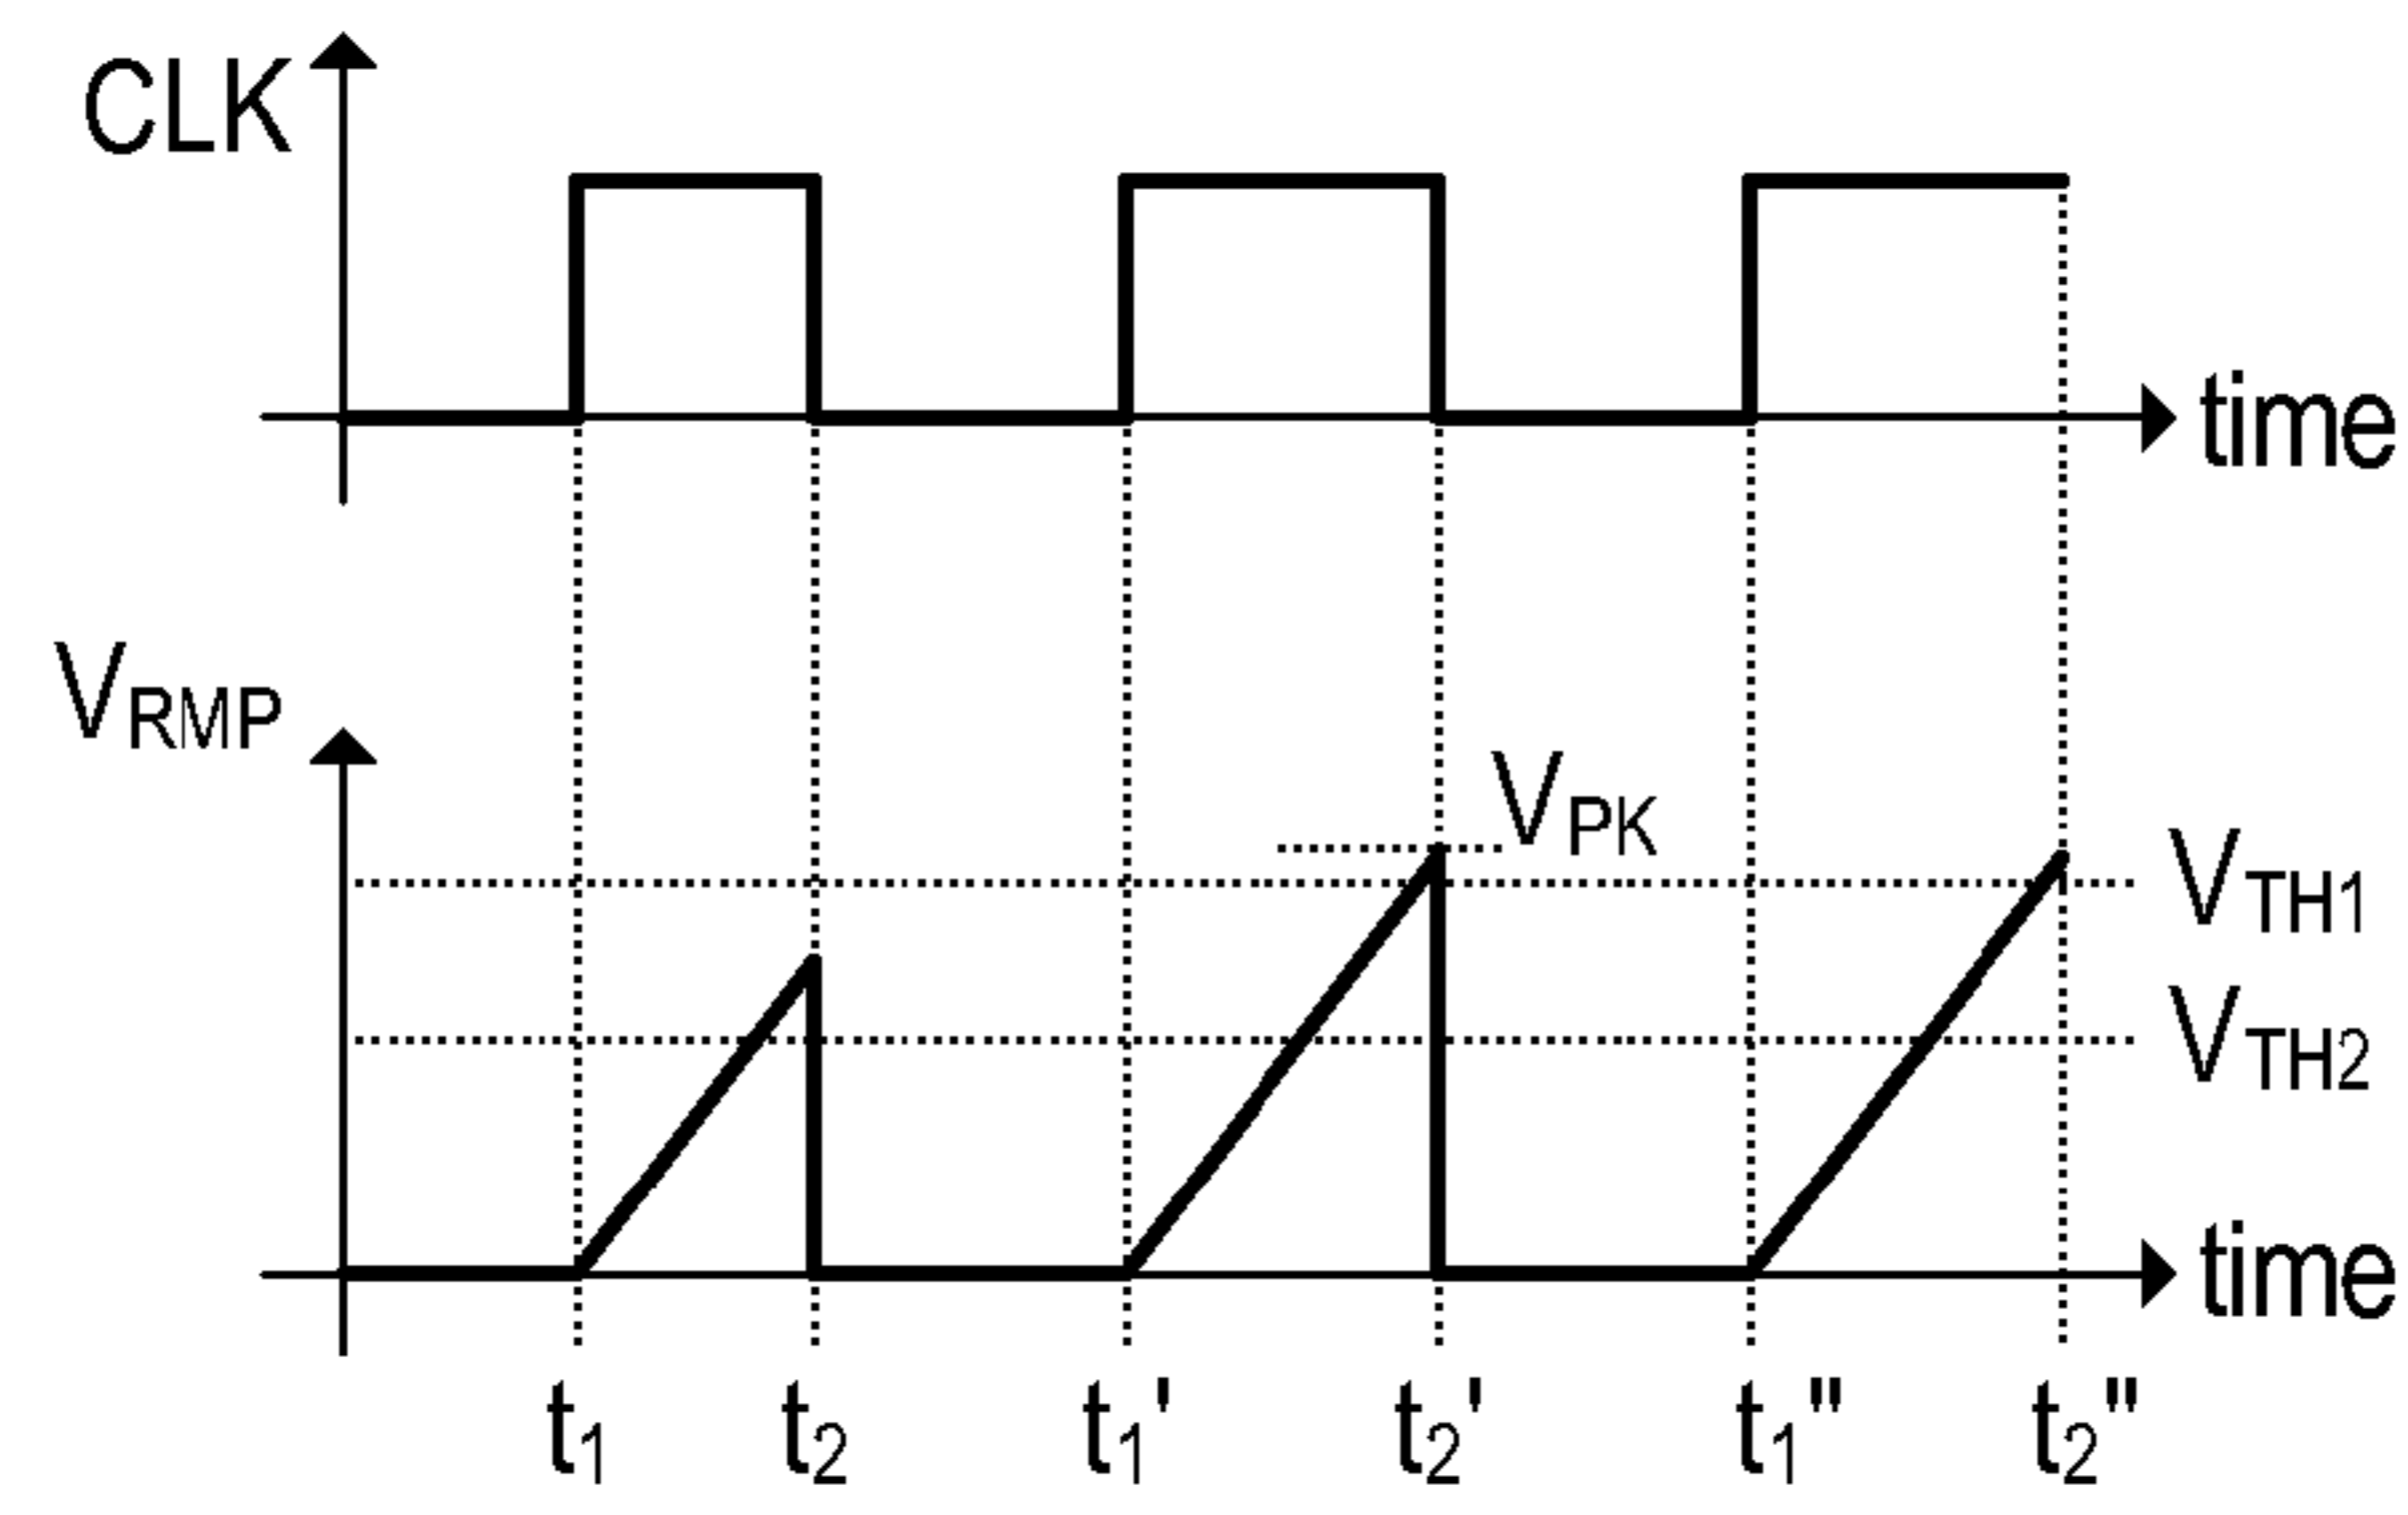 CLK
time
VRMP
VPK
VTH1
VTH2
time
t1 t2 t1' t2' t1" t2"